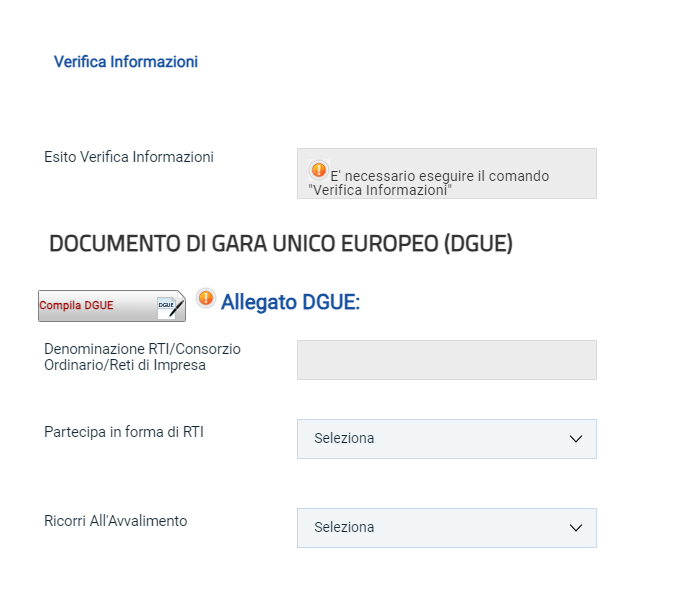 Verifica Informazioni
Esito Verifica Informazioni
E' necessario eseguire il comando
"Verifica Informazioni"
DOCUMENTO DI GARA UNICO EUROPEO (DGUE)
Compila DGUE
DGUE
Allegato DGUE:
Denominazione RTI/Consorzio
Ordinario/Reti di Impresa
Partecipa in forma di RTI
Seleziona
Ricorri All'Avvalimento
Seleziona